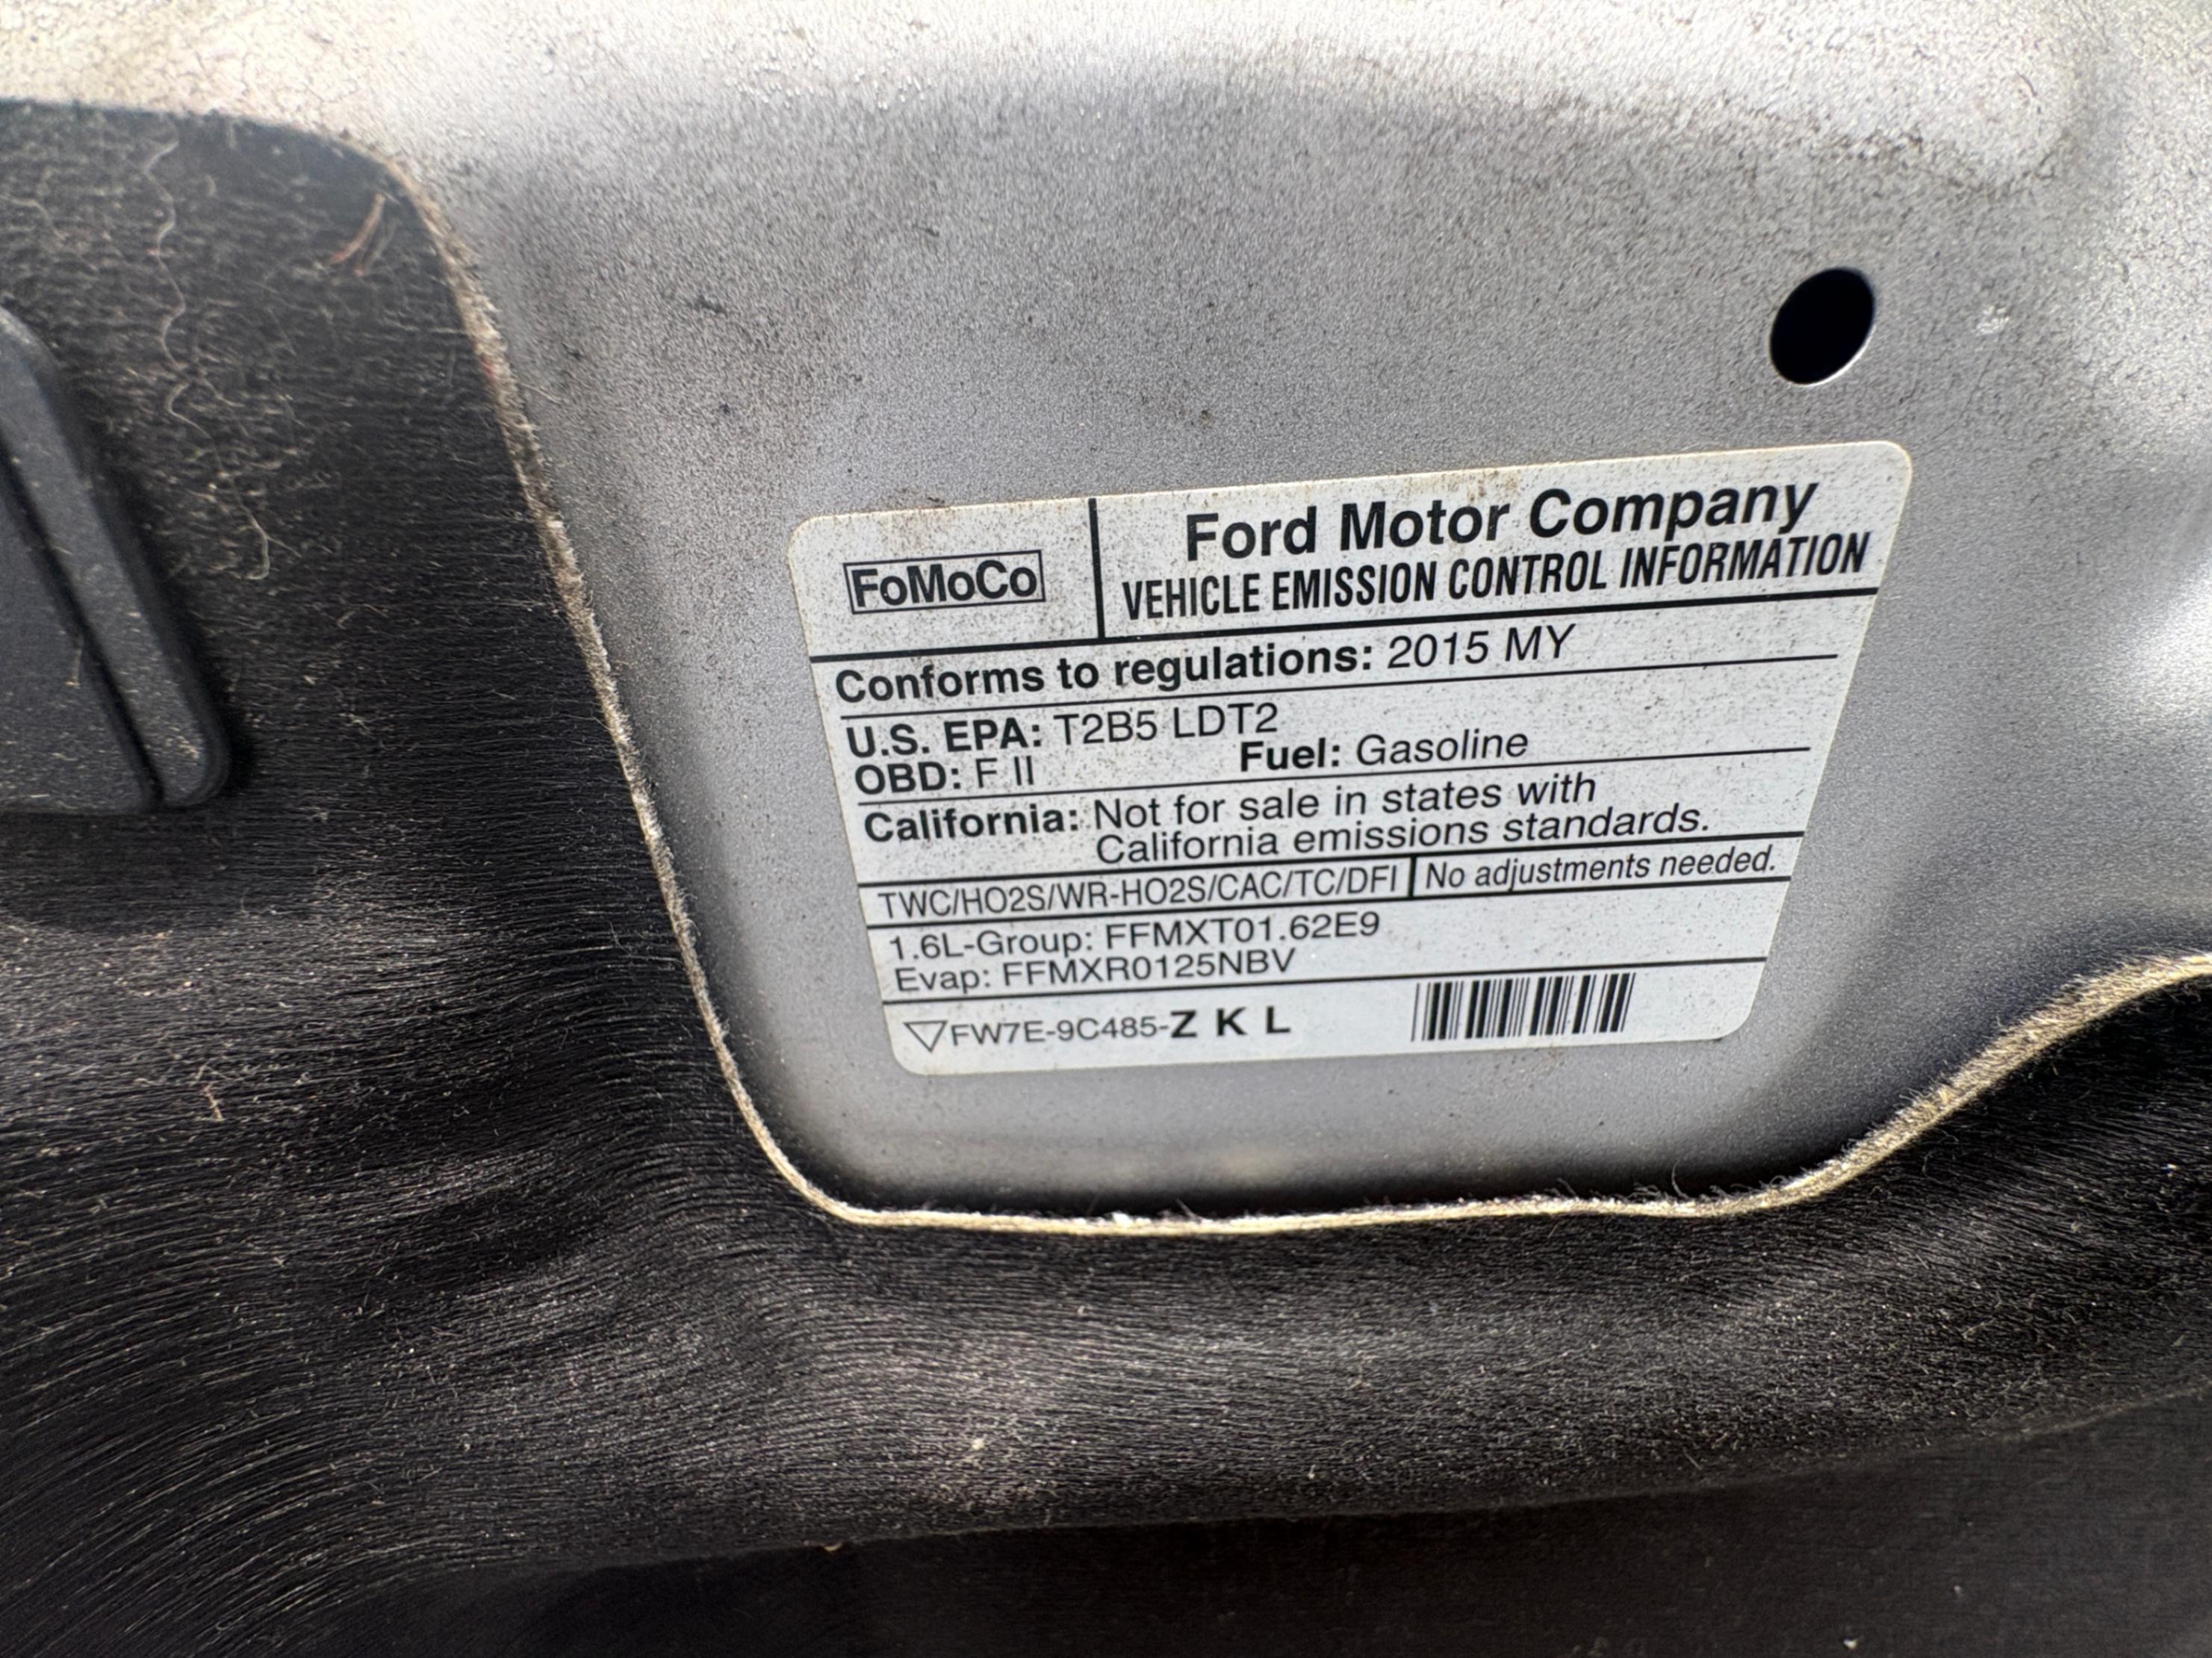 FoMoCo
Ford Motor Company
VEHICLE EMISSION CONTROL INFORMATION
Conforms to regulations: 2015 MY
U.S. EPA: T2B5 LDT2
OBD: F II Fuel: Gasoline
California: Not for sale in states with
California emissions standards.
TWC/HO2S/WR-HO2S/CAC/TC/DFI No adjustments needed.
1.6L-Group: FFMXT01.62E9
Evap: FFMXR0125NBV
FW7E-9C485-Z K L